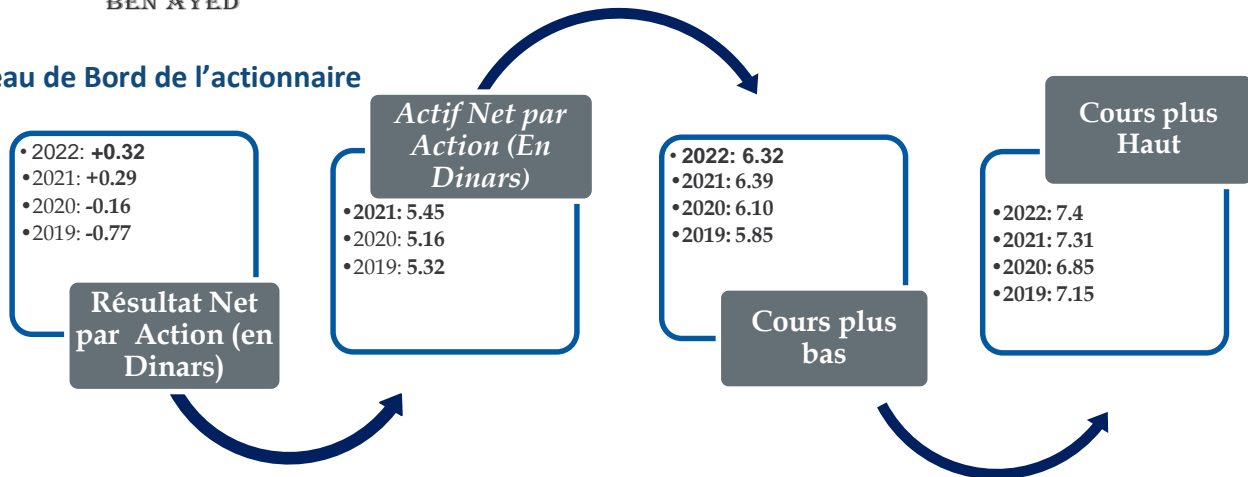 BEN AYED
eau de Bord de l'actionnaire
• 2022: +0.32
•2021: +0.29
•2020: -0.16
•2019: -0.77
Résultat Net
par Action (en
Dinars)
Actif Net par
Action (En
Dinars)
•2021: 5.45
•2020: 5.16
•2019: 5.32
• 2022: 6.32
•2021: 6.39
•2020: 6.10
•2019: 5.85
Cours plus
bas
Cours plus
Haut
•2022: 7.4
•2021: 7.31
•2020: 6.85
•2019: 7.15